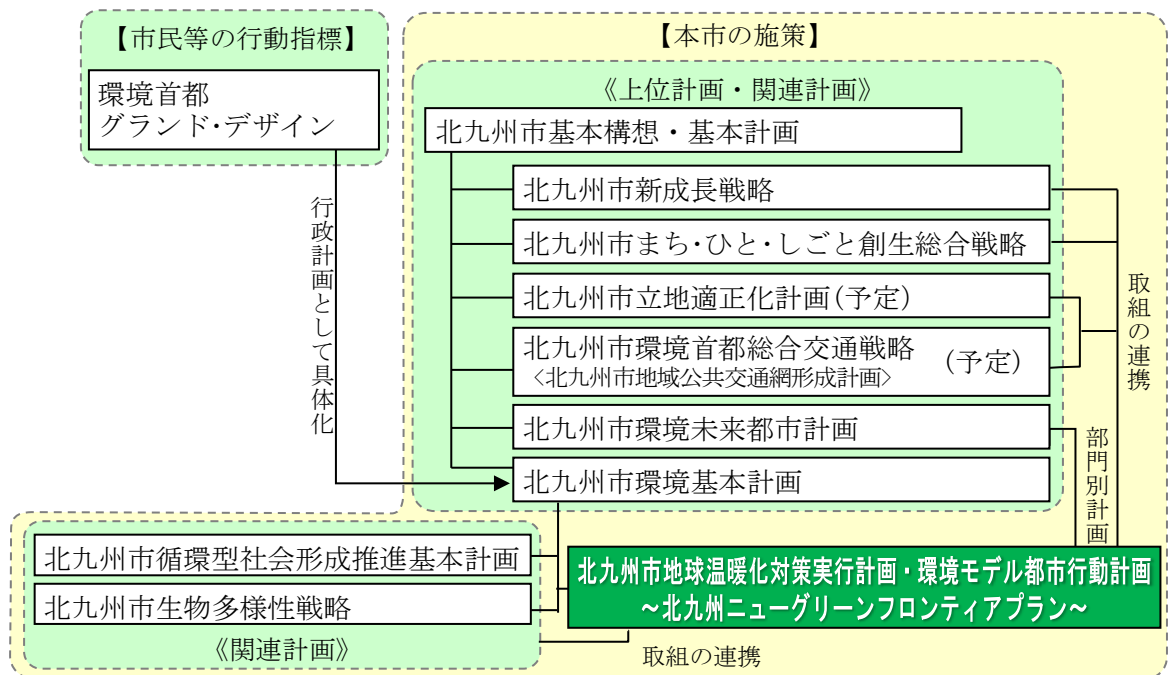 【市民等の行動指標】
環境首都
グランド・デザイン
行政計画として具体化
【本市の施策】
《上位計画・関連計画》
北九州市基本構想・基本計画
北九州市新成長戦略
北九州市まち・ひと・しごと創生総合戦略
北九州市立地適正化計画(予定)
北九州市環境首都総合交通戦略 (予定)
<北九州市地域公共交通網形成計画>
北九州市環境未来都市計画
北九州市環境基本計画
取組の連携
部門別計画
北九州市循環型社会形成推進基本計画
北九州市生物多様性戦略
《関連計画》
北九州市地球温暖化対策実行計画・環境モデル都市行動計画
~北九州ニューグリーンフロンティアプラン~
取組の連携